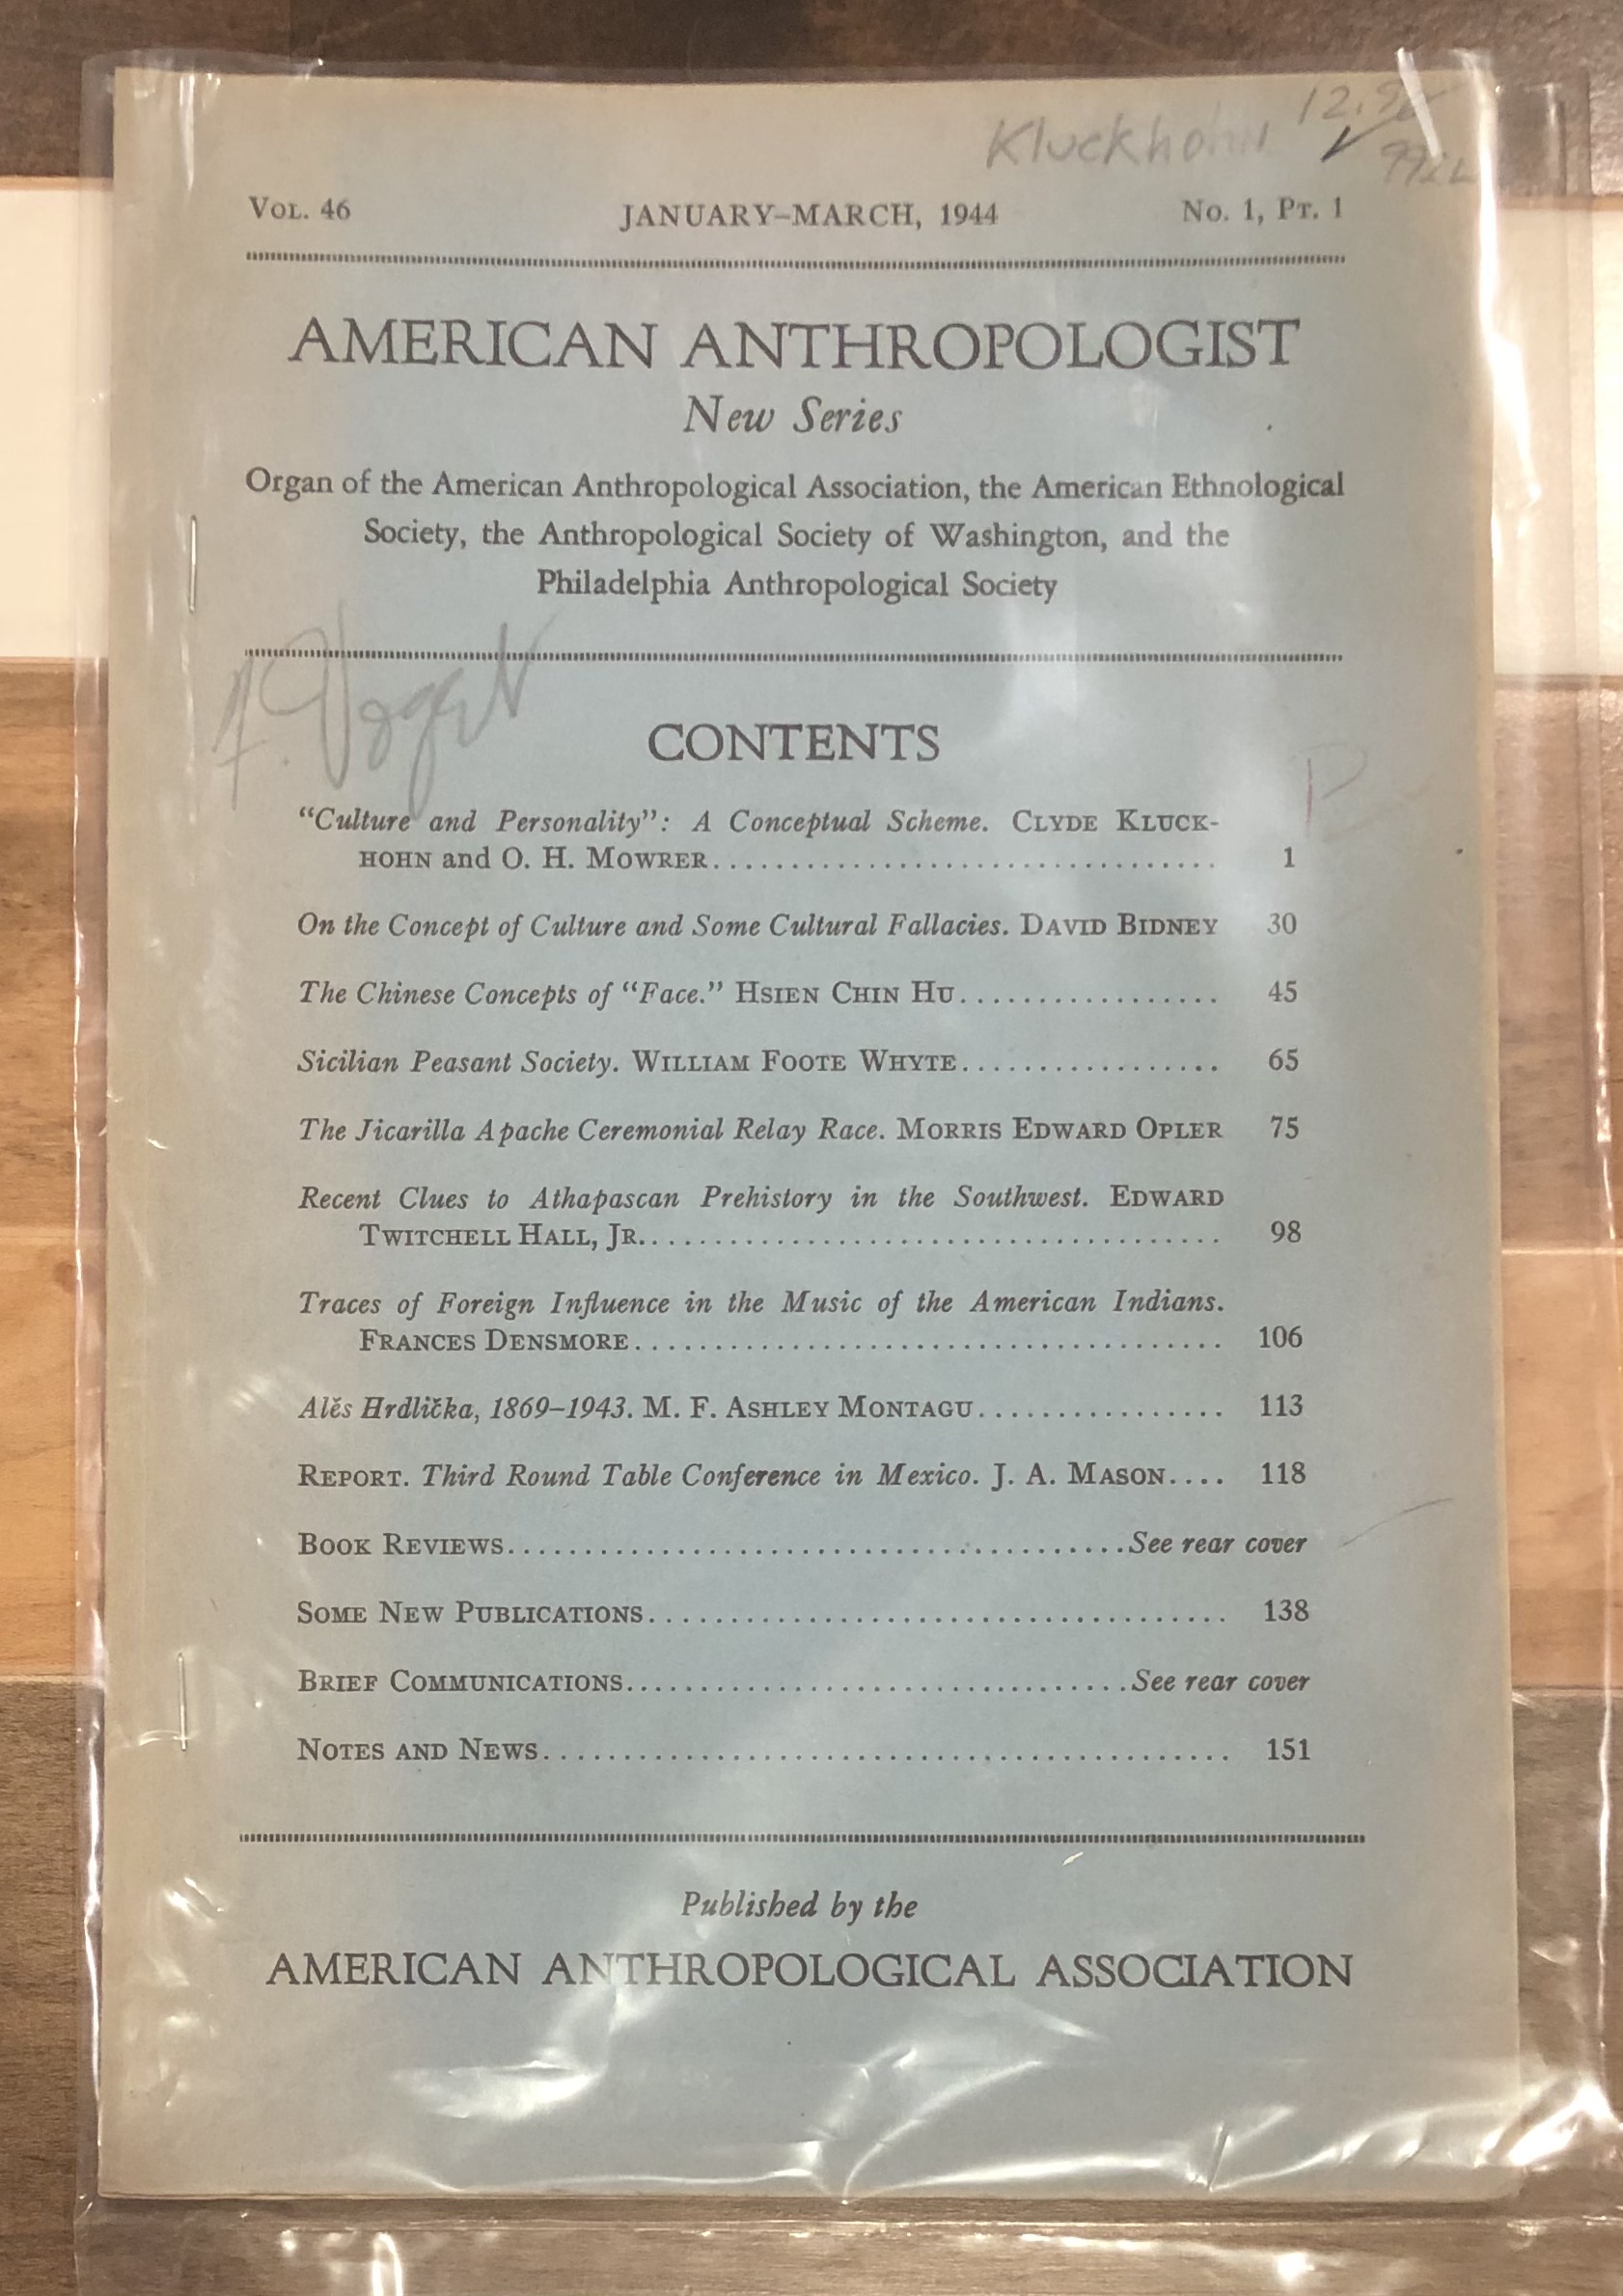 Kluckhohn
VOL. 46 JANUARY–MARCH, 1944 No. 1, PT. 1
AMERICAN ANTHROPOLOGIST
New Series
Organ of the American Anthropological Association, the American Ethnological
Society, the Anthropological Society of Washington, and the
Philadelphia Anthropological Society
CONTENTS
“Culture and Personality”: A Conceptual Scheme. CLYDE KLUCK-
HOHN and O. H. MOWRER.................................. 1
On the Concept of Culture and Some Cultural Fallacies. DAVID BIDNEY 30
The Chinese Concepts of “Face.” HSIEN CHIN HU................. 45
Sicilian Peasant Society. WILLIAM FOOTE WHYTE................. 65
The Jicarilla Apache Ceremonial Relay Race. MORRIS EDWARD OPLER 75
Recent Clues to Athapascan Prehistory in the Southwest. EDWARD
TWITCHELL HALL, JR...................................... 98
Traces of Foreign Influence in the Music of the American Indians.
FRANCES DENSMORE...................................... 106
Alĕs Hrdlička, 1869–1943. M. F. ASHLEY MONTAGU................ 113
REPORT. Third Round Table Conference in Mexico. J. A. MASON.... 118
BOOK REVIEWS.......................................See rear cover
SOME NEW PUBLICATIONS.................................... 138
BRIEF COMMUNICATIONS................................See rear cover
NOTES AND NEWS........................................... 151
Published by the
AMERICAN ANTHROPOLOGICAL ASSOCIATION